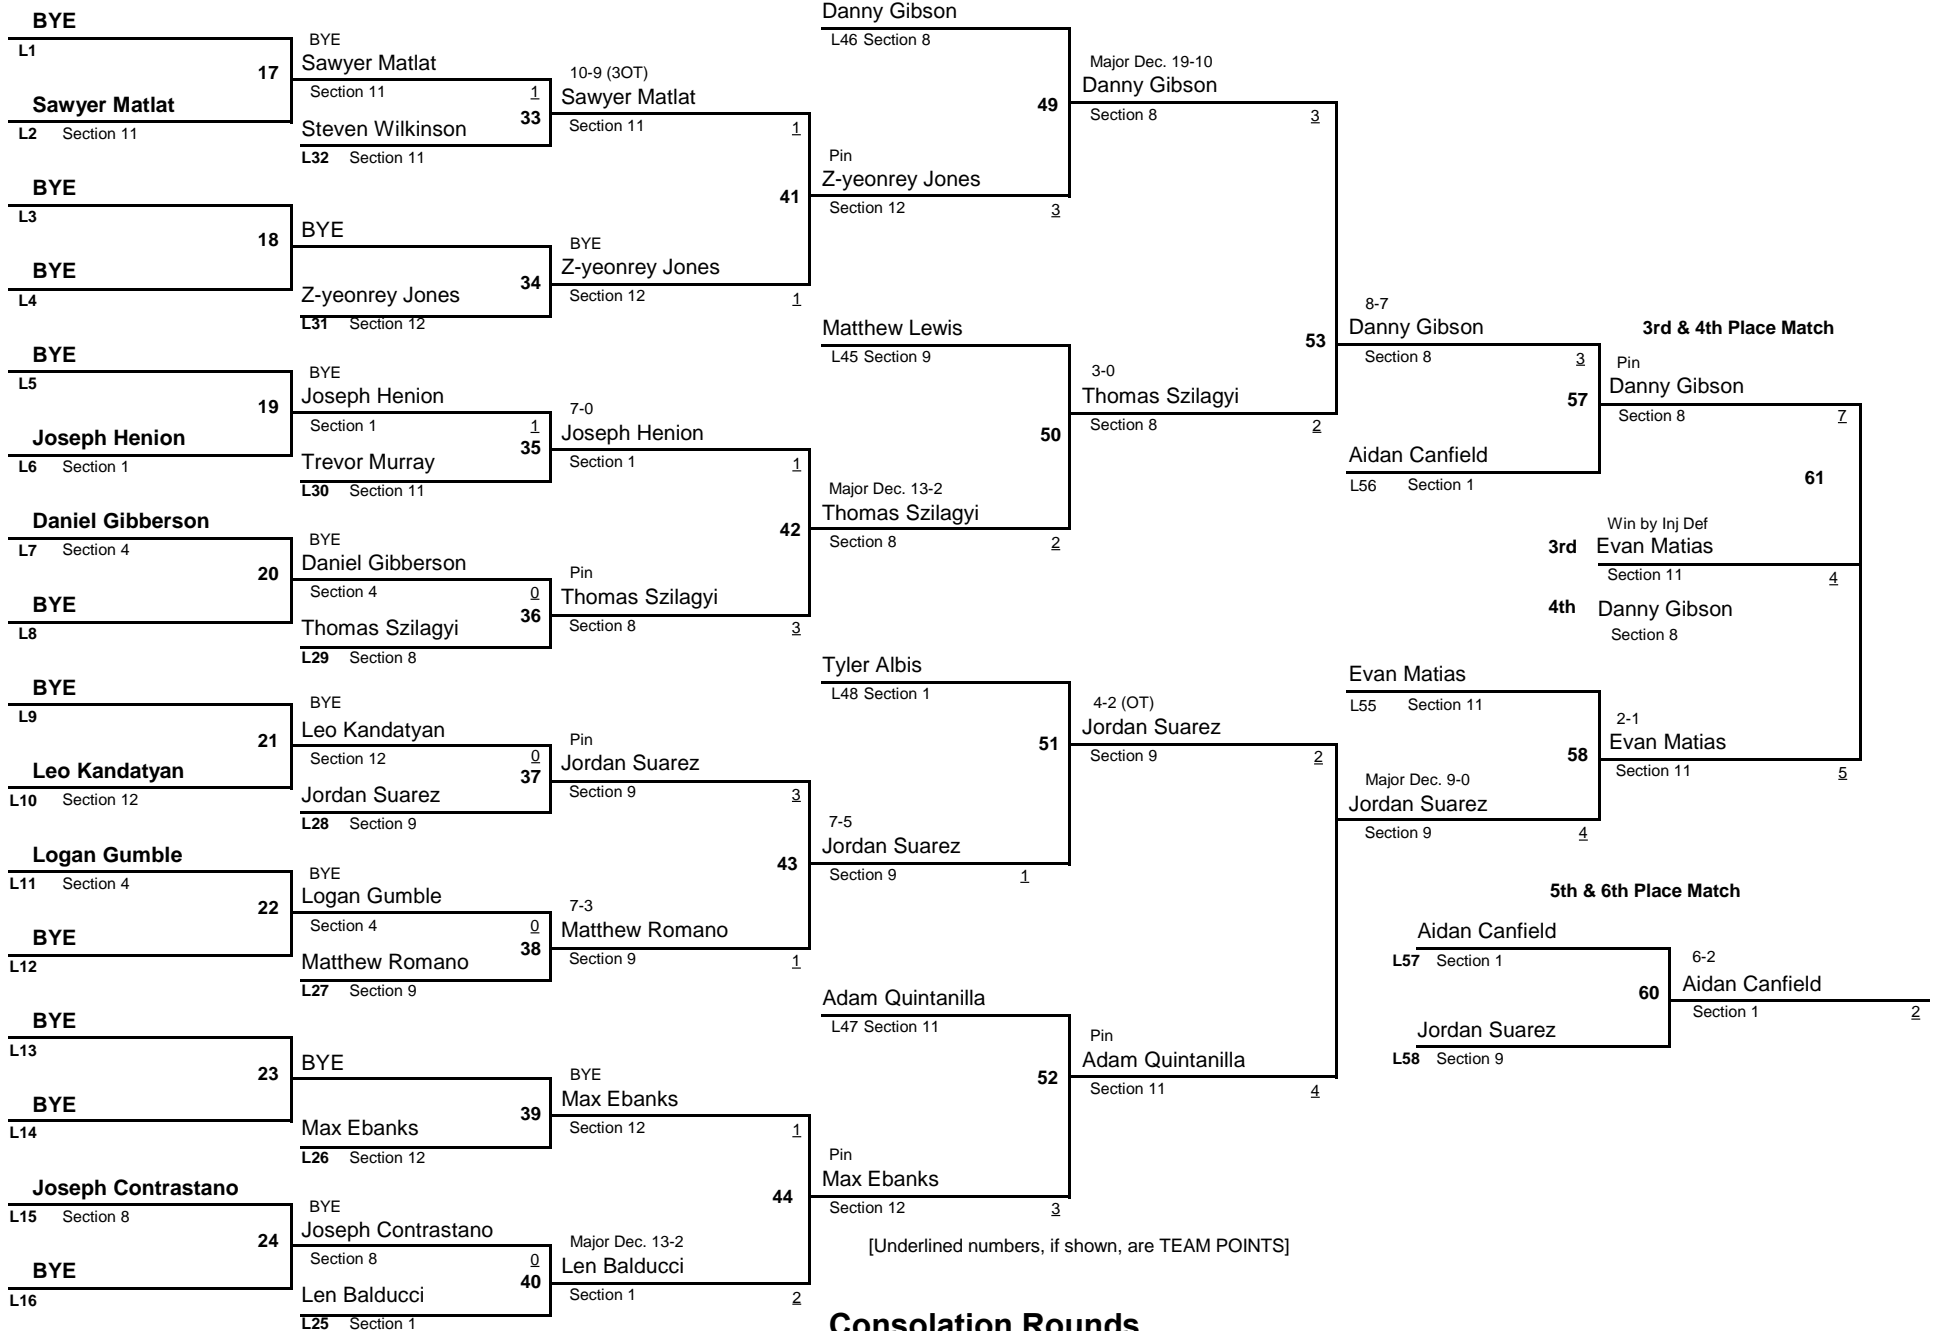 BYE
L1
17
Sawyer Matlat
L2 Section 11
BYE
L3
18
BYE
L4
BYE
L5
19
Joseph Henion
L6 Section 1
Daniel Gibberson
L7 Section 4
20
BYE
L8
BYE
L9
21
Leo Kandatyan
L10 Section 12
Logan Gumble
L11 Section 4
22
BYE
L12
BYE
L13
23
BYE
L14
Joseph Contrastano
L15 Section 8
24
BYE
L16
BYE
Sawyer Matlat
Section 11 1
33
Steven Wilkinson
L32 Section 11
BYE
34
Z-yeonrey Jones
L31 Section 12
BYE
Joseph Henion
Section 1 1
35
Trevor Murray
L30 Section 11
BYE
Daniel Gibberson
Section 4 0
36
Thomas Szilagyi
L29 Section 8
BYE
Leo Kandatyan
Section 12 0
37
Jordan Suarez
L28 Section 9
BYE
Logan Gumble
Section 4 0
38
Matthew Romano
L27 Section 9
BYE
39
Max Ebanks
L26 Section 12
BYE
Joseph Contrastano
Section 8 0
40
Len Balducci
L25 Section 1
10-9 (3OT)
Sawyer Matlat
Section 11 1
41
BYE
Z-yeonrey Jones
Section 12 1
7-0
Joseph Henion
Section 1 1
42
Pin
Thomas Szilagyi
Section 8 3
Pin
Jordan Suarez
Section 9 3
43
7-3
Matthew Romano
Section 9 1
BYE
Max Ebanks
Section 12 1
44
Major Dec. 13-2
Len Balducci
Section 1 2
Danny Gibson
L46 Section 8
49
Pin
Z-yeonrey Jones
Section 12 3
Matthew Lewis
L45 Section 9
50
Major Dec. 13-2
Thomas Szilagyi
Section 8 2
Tyler Albis
L48 Section 1
51
7-5
Jordan Suarez
Section 9 1
Adam Quintanilla
L47 Section 11
52
Pin
Max Ebanks
Section 12 3
[Underlined numbers, if shown, are TEAM POINTS]
Consolation Rounds
Major Dec. 19-10
Danny Gibson
Section 8 3
53
3-0
Thomas Szilagyi
Section 8 2
4-2 (OT)
Jordan Suarez
Section 9 2
Pin
Adam Quintanilla
Section 11 4
8-7
Danny Gibson
Section 8 3
57
Aidan Canfield
L56 Section 1
Evan Matias
L55 Section 11
58
Major Dec. 9-0
Jordan Suarez
Section 9 4
3rd & 4th Place Match
Pin
Danny Gibson
Section 8 7
61
Win by Inj Def
3rd Evan Matias
Section 11 4
4th Danny Gibson
Section 8
2-1
Evan Matias
Section 11 5
5th & 6th Place Match
Aidan Canfield
L57 Section 1
60
Jordan Suarez
L58 Section 9
6-2
Aidan Canfield
Section 1 2